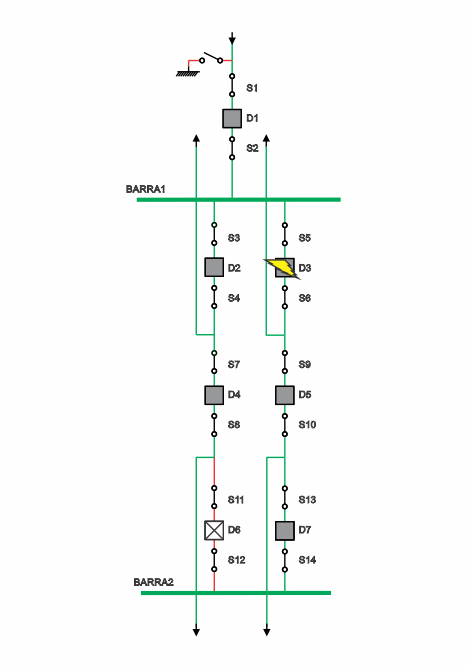 S1
D1
S2
BARRA1
S3 S5
D2 D3
S4 S6
S7 S9
D4 D5
S8 S10
S11 S13
D6 D7
S12 S14
BARRA2